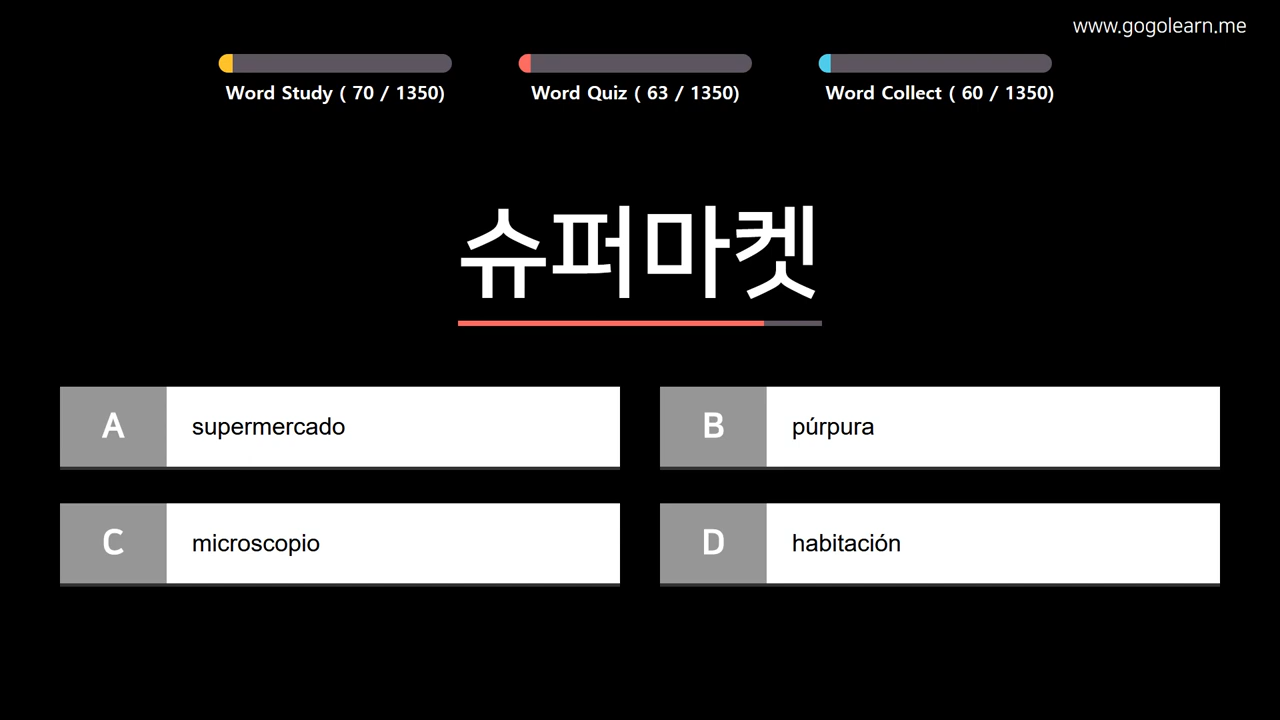 www.gogolearn.me
Word Study ( 70 / 1350)
Word Quiz ( 63 / 1350)
Word Collect ( 60 / 1350)
슈퍼마켓
A supermercado
B púrpura
C microscopio
D habitación